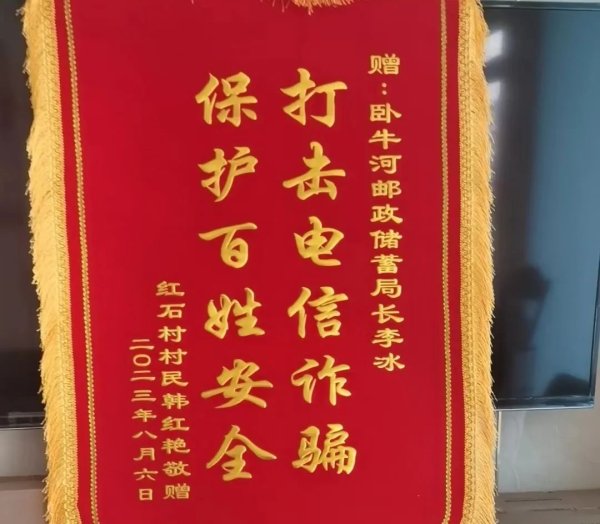 赠：卧牛河邮政储蓄局长李冰
打击电信诈骗
保护百姓安全
红石村村民韩红艳敬赠
二〇二三年八月六日